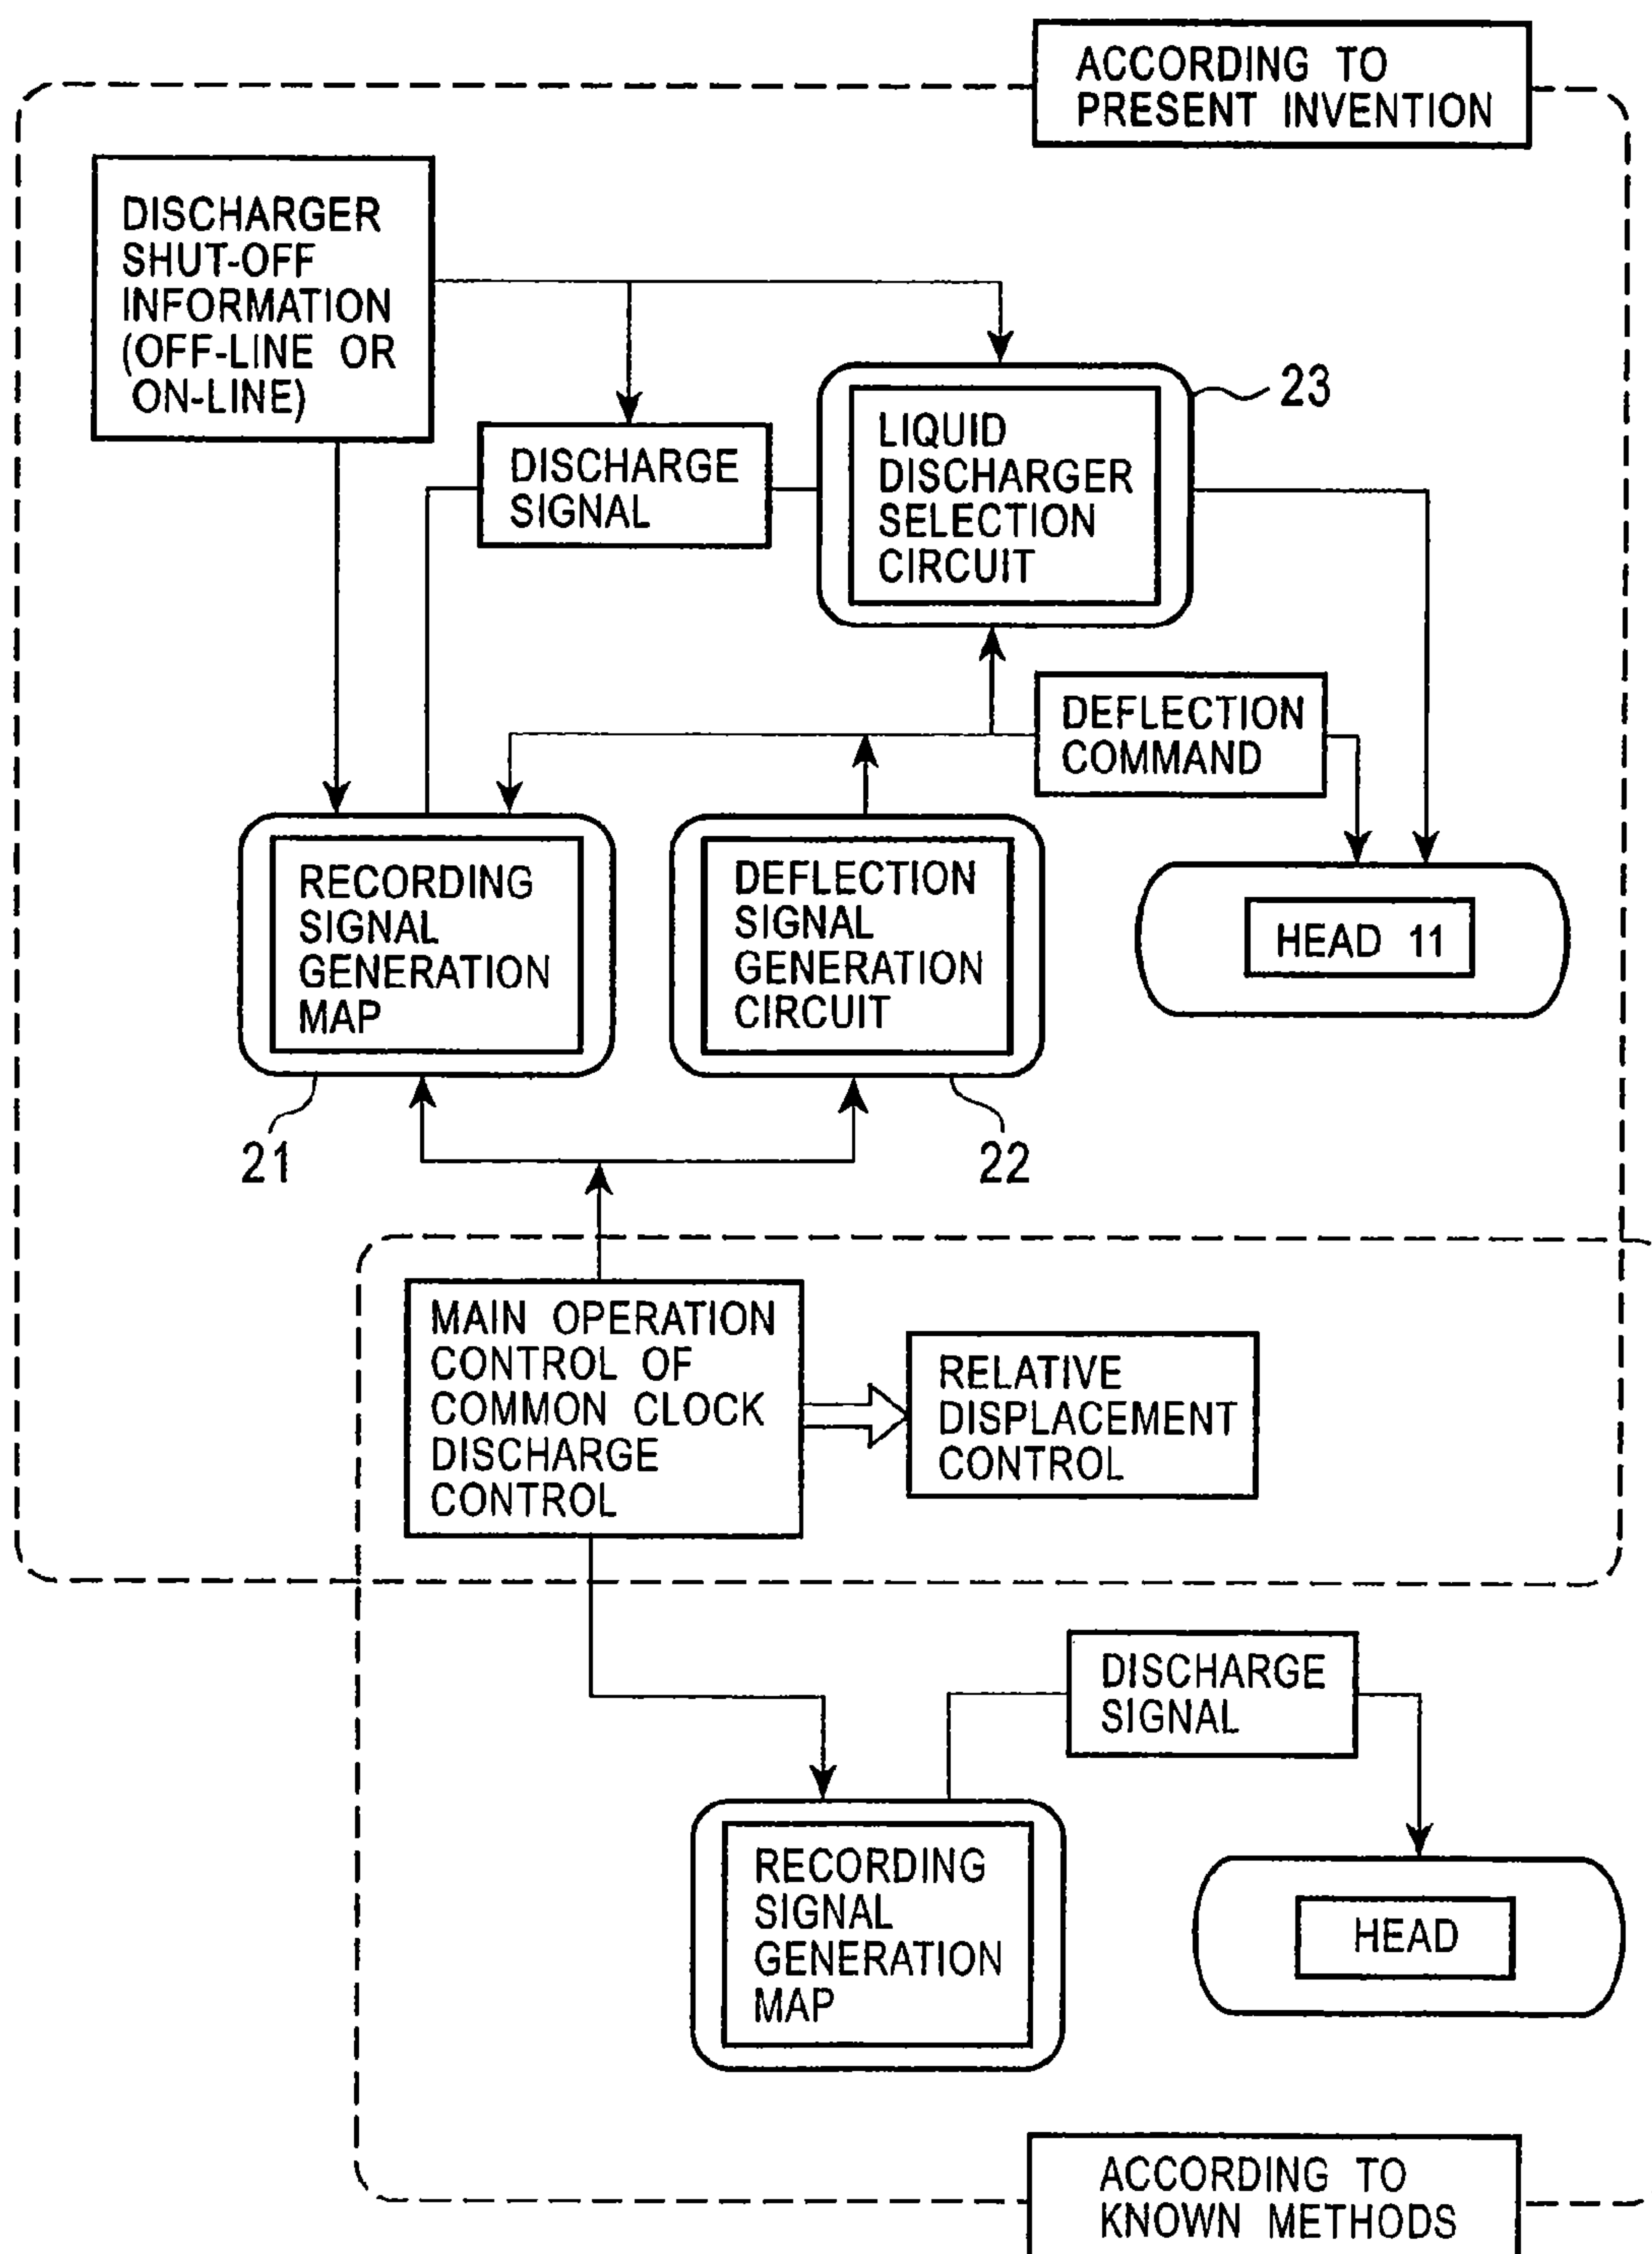 ACCORDING TO
PRESENT INVENTION
DISCHARGER
SHUT-OFF
INFORMATION
(OFF-LINE OR
ON-LINE)
23
LIQUID
DISCHARGER
SELECTION
CIRCUIT
DISCHARGE
SIGNAL
DEFLECTION
COMMAND
RECORDING
SIGNAL
GENERATION
MAP
DEFLECTION
SIGNAL
GENERATION
CIRCUIT
HEAD 11
21
22
MAIN OPERATION
CONTROL OF
COMMON CLOCK
DISCHARGE
CONTROL
RELATIVE
DISPLACEMENT
CONTROL
DISCHARGE
SIGNAL
RECORDING
SIGNAL
GENERATION
MAP
HEAD
ACCORDING TO
KNOWN METHODS